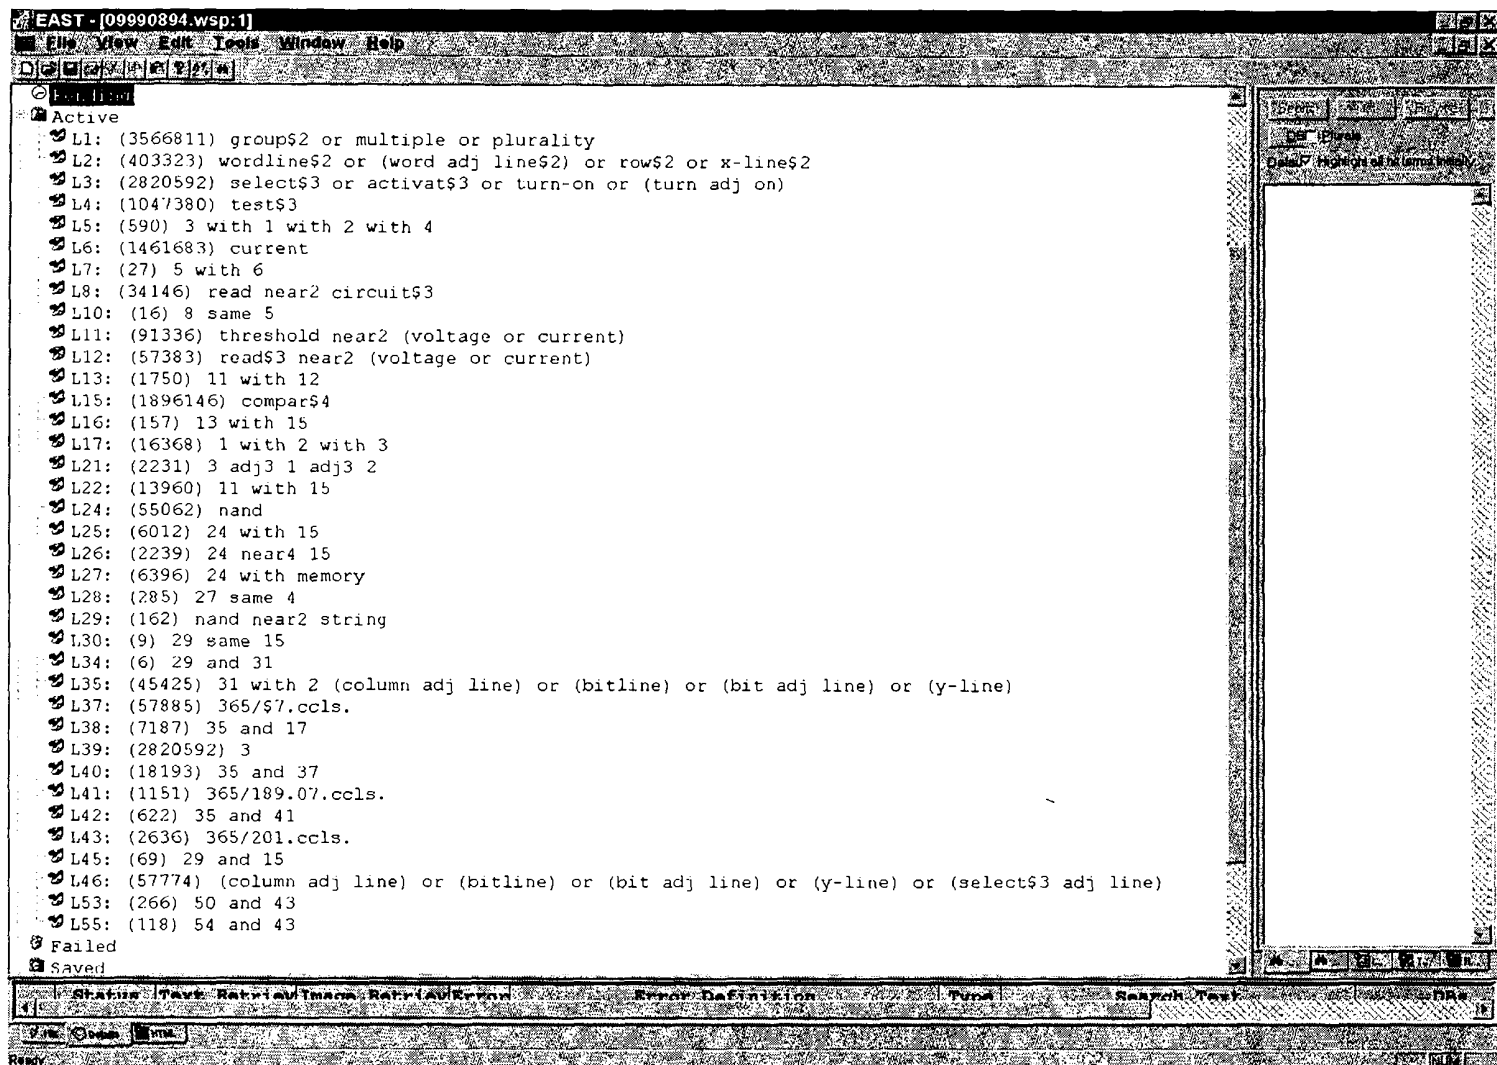 EAST - [09990894.wsp:1]
File View Edit Tools Window Help
Active
L1: (3566811) group$2 or multiple or plurality
L2: (403323) wordline$2 or (word adj line$2) or row$2 or x-line$2
L3: (2820592) select$3 or activat$3 or turn-on or (turn adj on)
L4: (1047380) test$3
L5: (590) 3 with 1 with 2 with 4
L6: (1461683) current
L7: (27) 5 with 6
L8: (34146) read near2 circuit$3
L10: (16) 8 same 5
L11: (91336) threshold near2 (voltage or current)
L12: (57383) read$3 near2 (voltage or current)
L13: (1750) 11 with 12
L15: (1896146) compar$4
L16: (157) 13 with 15
L17: (16368) 1 with 2 with 3
L21: (2231) 3 adj3 1 adj3 2
L22: (13960) 11 with 15
L24: (55062) nand
L25: (6012) 24 with 15
L26: (2239) 24 near4 15
L27: (6396) 24 with memory
L28: (285) 27 same 4
L29: (162) nand near2 string
L30: (9) 29 same 15
L34: (6) 29 and 31
L35: (45425) 31 with 2 (column adj line) or (bitline) or (bit adj line) or (y-line)
L37: (57885) 365/$7.ccls.
L38: (7187) 35 and 17
L39: (2820592) 3
L40: (18193) 35 and 37
L41: (1151) 365/189.07.ccls.
L42: (622) 35 and 41
L43: (2636) 365/201.ccls.
L45: (69) 29 and 15
L46: (57774) (column adj line) or (bitline) or (bit adj line) or (y-line) or (select$3 adj line)
L53: (266) 50 and 43
L55: (118) 54 and 43
Failed
Saved
Plurals
Highlight all hit terms initially
Status Text Retrieval Image Retrieval Error Error Definition Type Search Text DBs
Ready